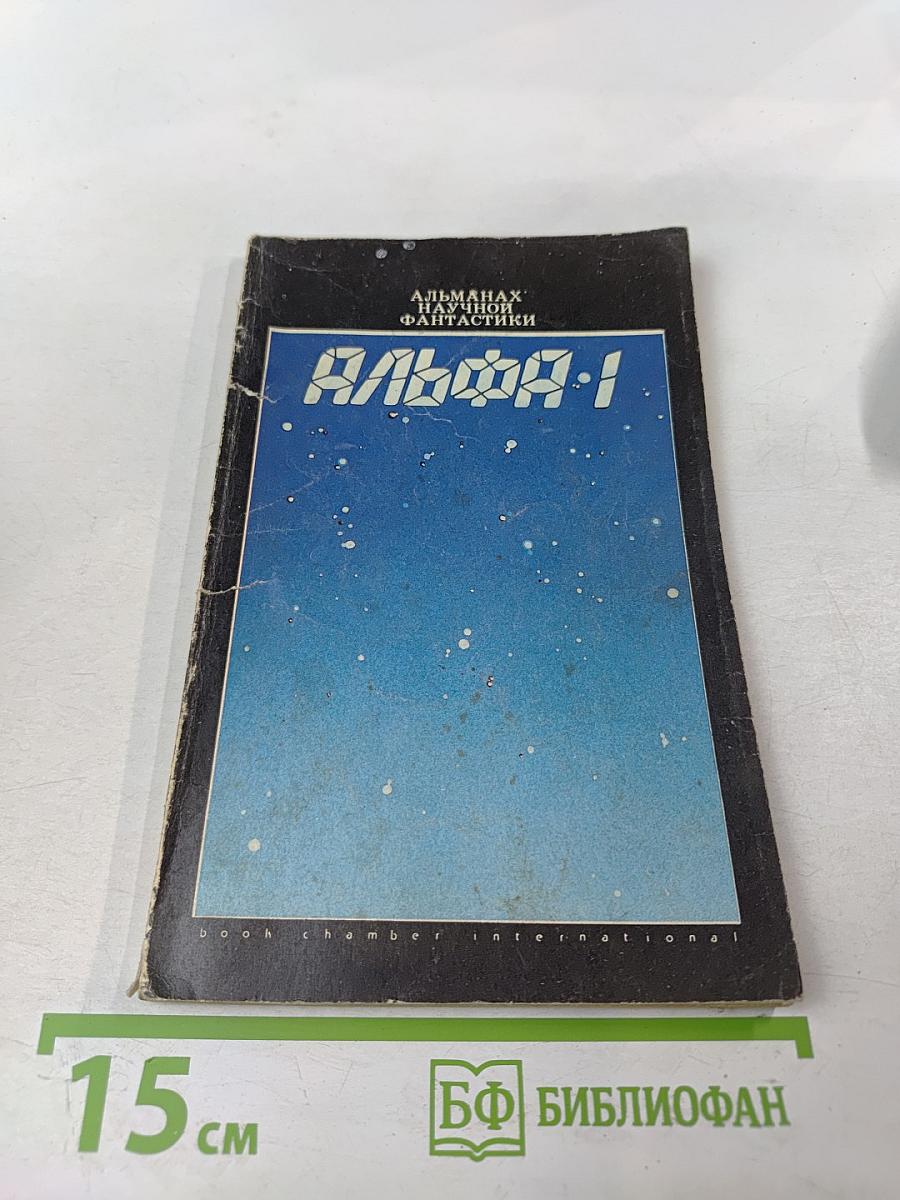 АЛЬМАНАХ
НАУЧНОЙ
ФАНТАСТИКИ
АЛЬФА·1
book chamber international
15 см
БФ БИБЛИОФАН